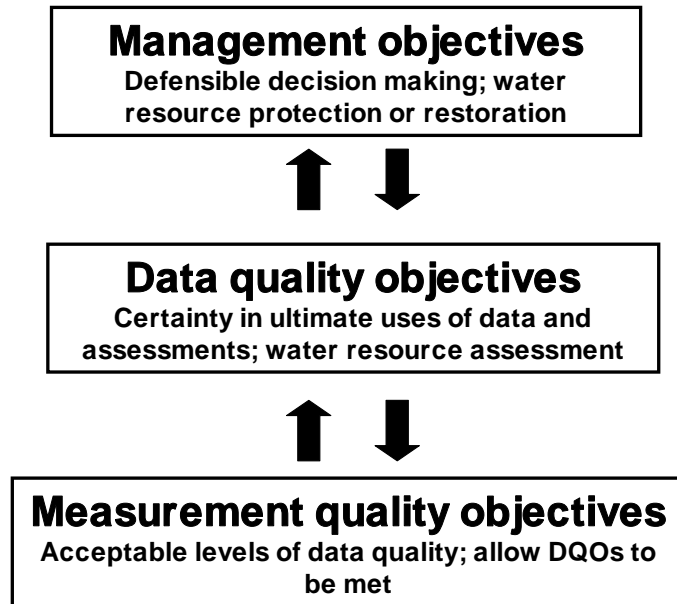 Management objectives
Defensible decision making; water
resource protection or restoration
Data quality objectives
Certainty in ultimate uses of data and
assessments; water resource assessment
Measurement quality objectives
Acceptable levels of data quality; allow DQOs to
be met